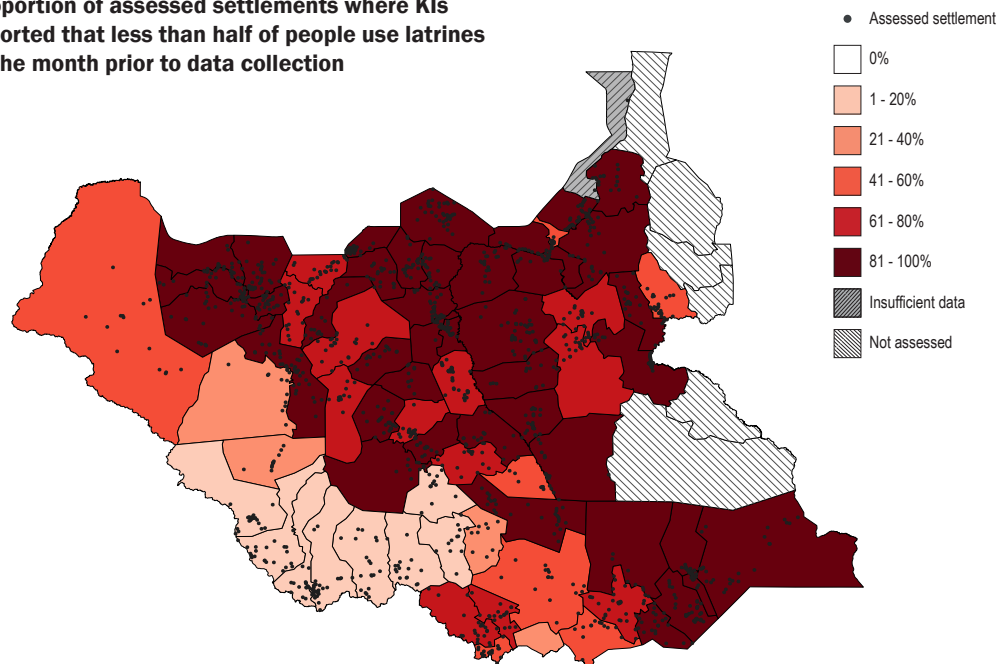 portion of assessed settlements where KIs
orted that less than half of people use latrines
he month prior to data collection
Assessed settlement
0%
1 - 20%
21 - 40%
41 - 60%
61 - 80%
81 - 100%
Insufficient data
Not assessed